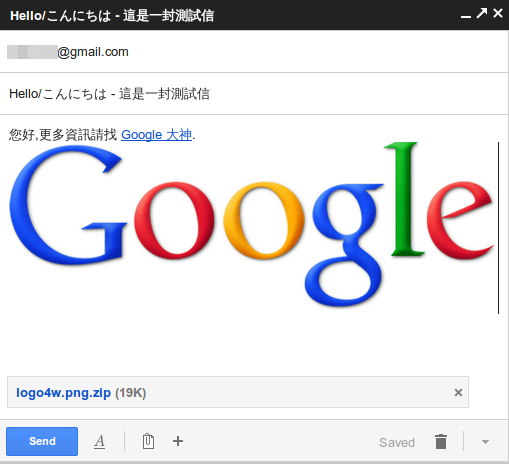 Hello/こんにちは - 這是一封測試信
@gmail.com
Hello/こんにちは - 這是一封測試信
您好,更多資訊請找 Google 大神.
Google
logo4w.png.zip (19K)
Send A Saved